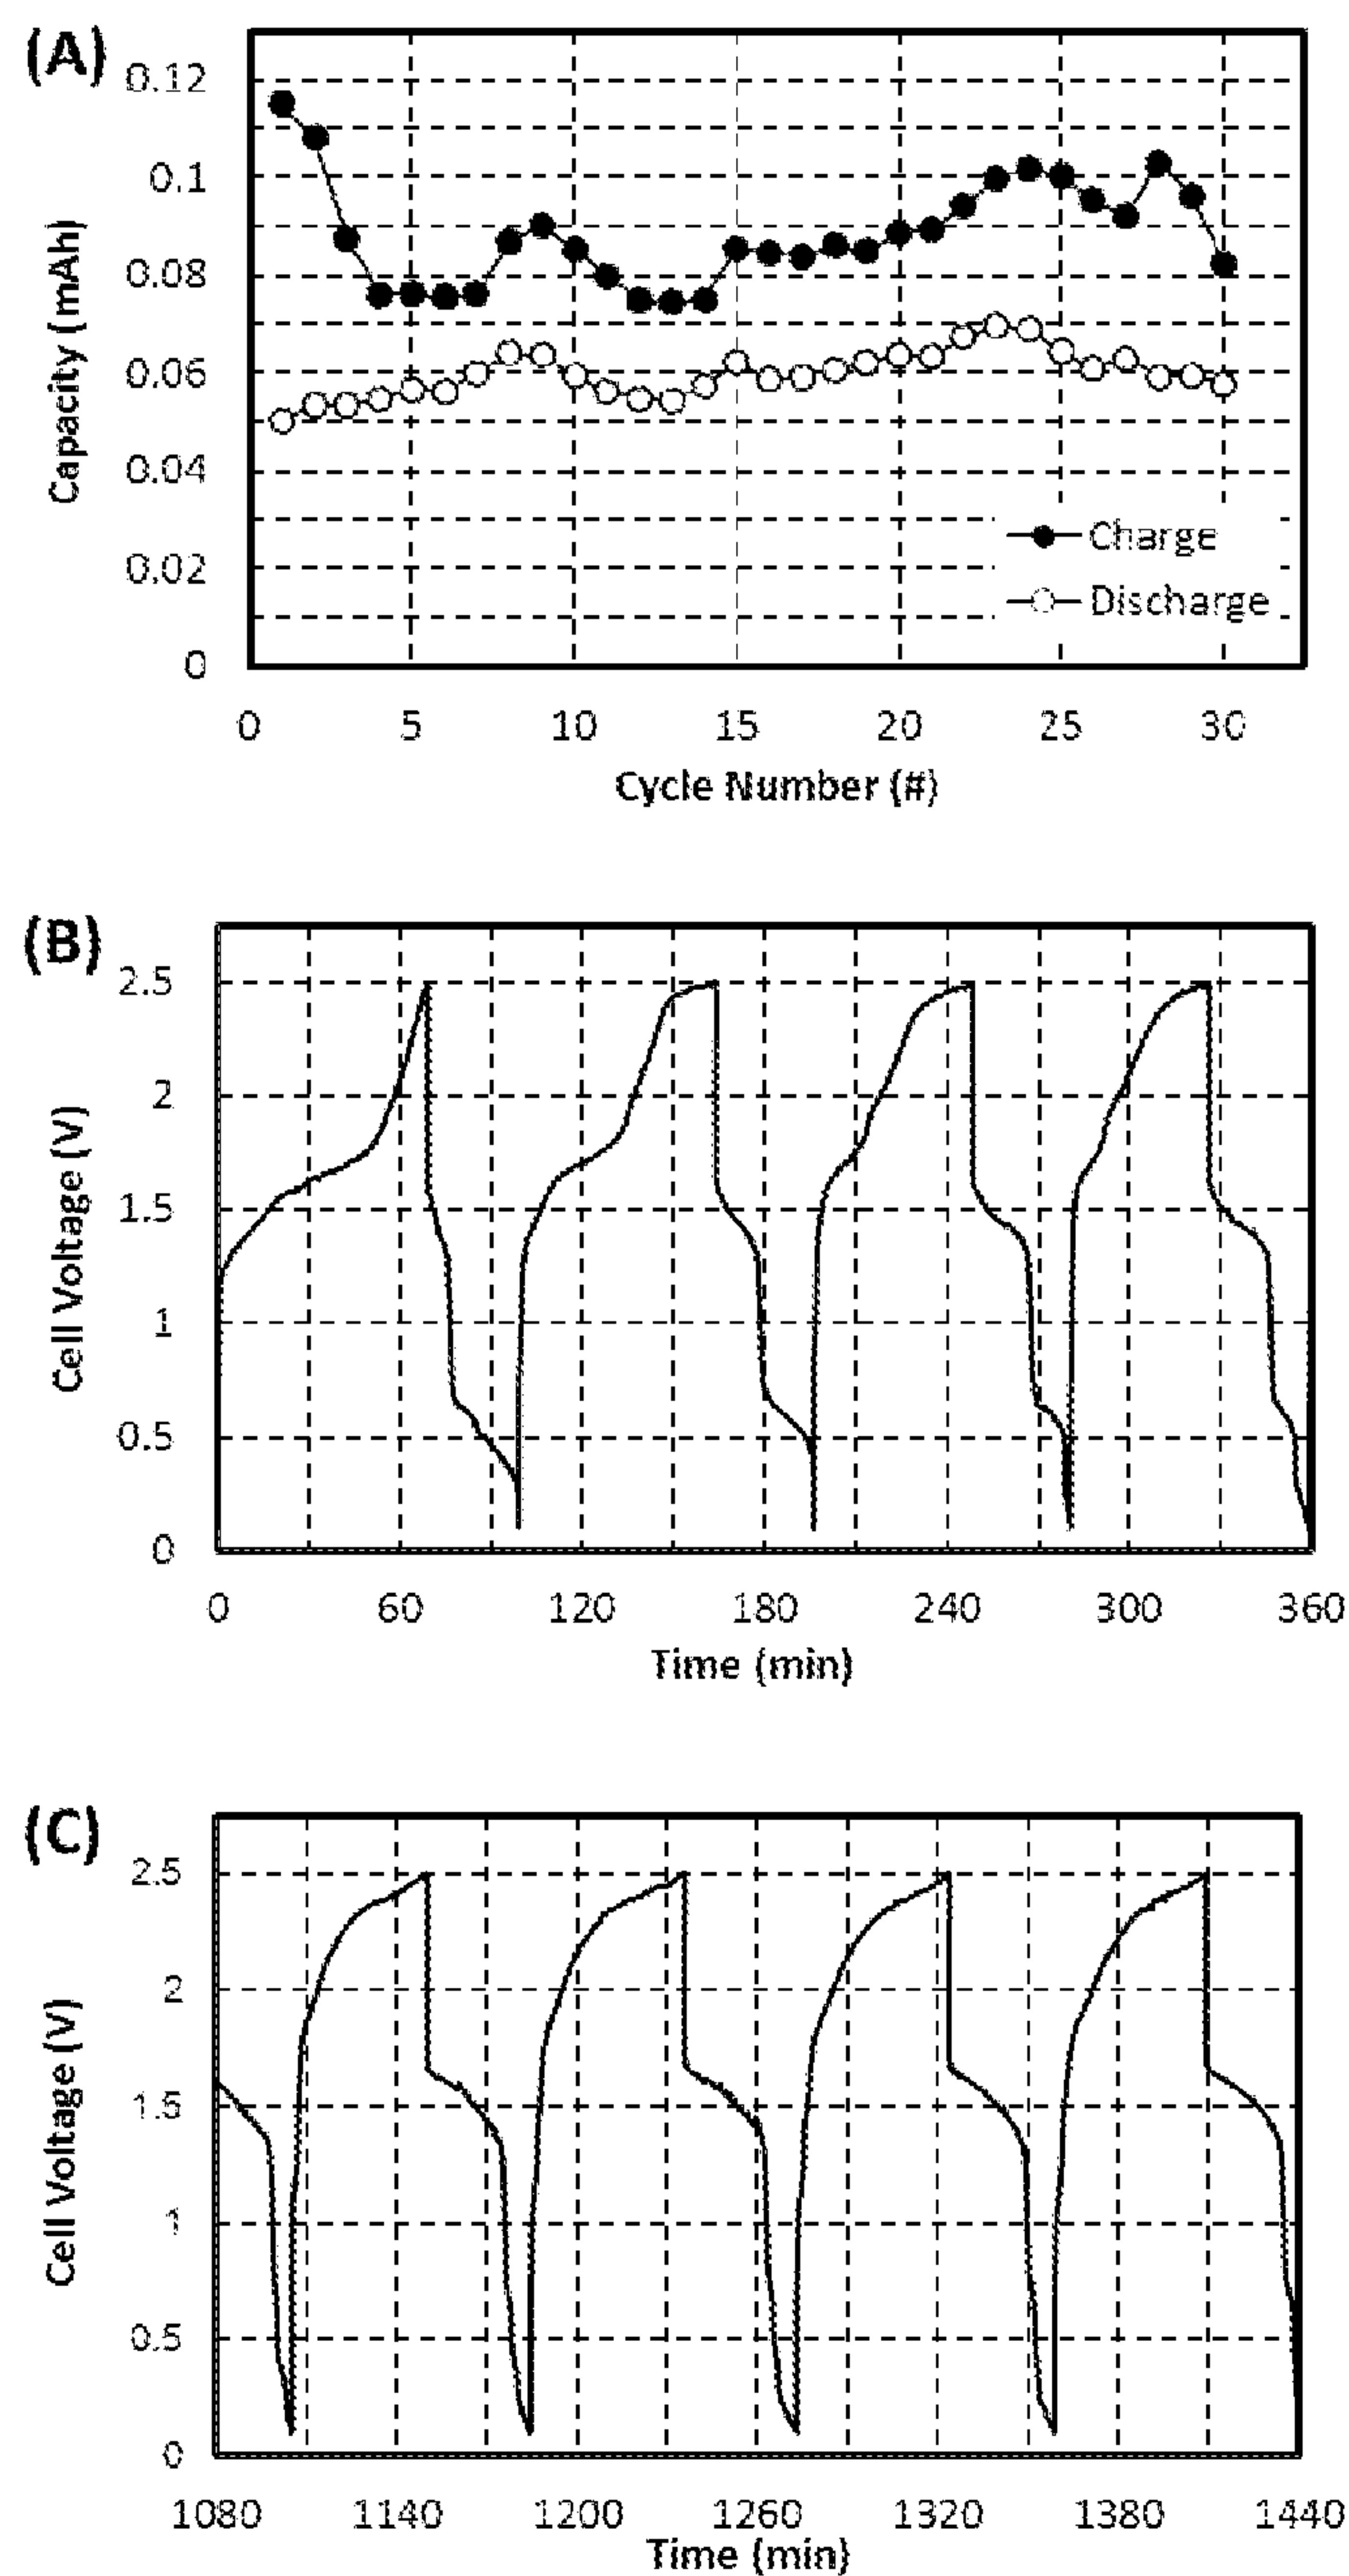 (A)
0.12
0.1
0.08
0.06
0.04
0.02
0
Capacity (mAh)
Charge
Discharge
0 5 10 15 20 25 30
Cycle Number (#)
(B)
2.5
2
1.5
1
0.5
0
Cell Voltage (V)
0 60 120 180 240 300 360
Time (min)
(C)
2.5
2
1.5
1
0.5
0
Cell Voltage (V)
1080 1140 1200 1260 1320 1380 1440
Time (min)